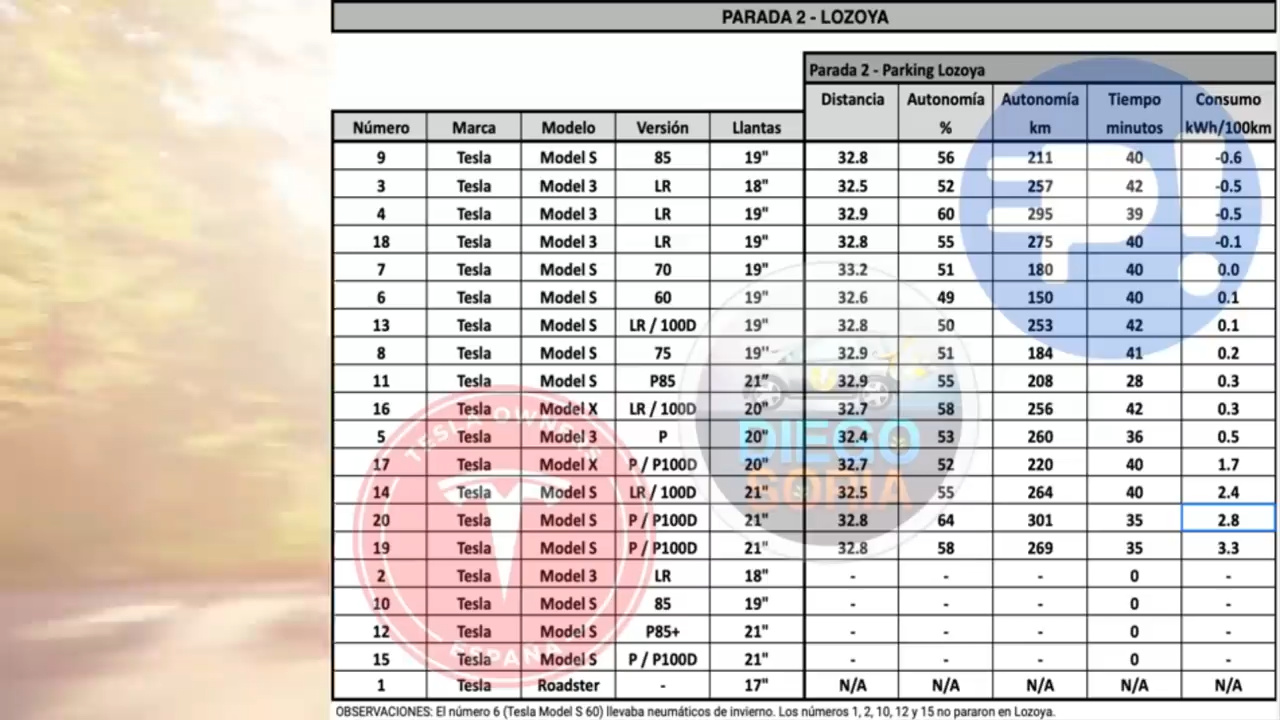 PARADA 2 - LOZOYA
Parada 2 - Parking Lozoya
Distancia Autonomía Autonomía Tiempo Consumo
Número Marca Modelo Versión Llantas % km minutos kWh/100km
9 Tesla Model S 85 19" 32.8 56 211 40 -0.6
3 Tesla Model 3 LR 18" 32.5 52 257 42 -0.5
4 Tesla Model 3 LR 19" 32.9 60 295 39 -0.5
18 Tesla Model 3 LR 19" 32.8 55 275 40 -0.1
7 Tesla Model S 70 19" 33.2 51 180 40 0.0
6 Tesla Model S 60 19" 32.6 49 150 40 0.1
13 Tesla Model S LR / 100D 19" 32.8 50 253 42 0.1
8 Tesla Model S 75 19'' 32.9 51 184 41 0.2
11 Tesla Model S P85 21" 32.9 55 208 28 0.3
16 Tesla Model X LR / 100D 20" 32.7 58 256 42 0.3
5 Tesla Model 3 P 20" 32.4 53 260 36 0.5
17 Tesla Model X P / P100D 20" 32.7 52 220 40 1.7
14 Tesla Model S LR / 100D 21" 32.5 55 264 40 2.4
20 Tesla Model S P / P100D 21" 32.8 64 301 35 2.8
19 Tesla Model S P / P100D 21" 32.8 58 269 35 3.3
2 Tesla Model 3 LR 18" - - - 0 -
10 Tesla Model S 85 19" - - - 0 -
12 Tesla Model S P85+ 21" - - - 0 -
15 Tesla Model S P / P100D 21" - - - 0 -
1 Tesla Roadster - 17" N/A N/A N/A N/A N/A
OBSERVACIONES: El número 6 (Tesla Model S 60) llevaba neumáticos de invierno. Los números 1, 2, 10, 12 y 15 no pararon en Lozoya.
TESLA OWNERS
ESPAÑA
DIEGO
SORIA